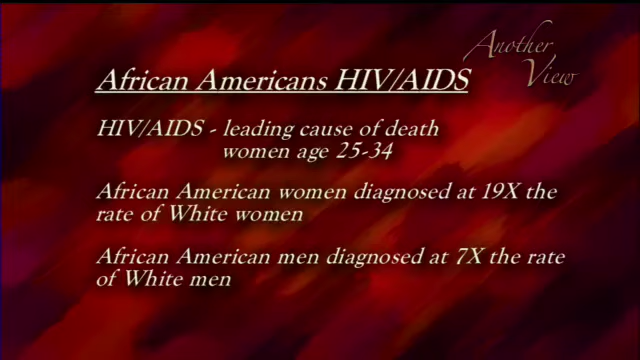 Another
View
African Americans HIV/AIDS
HIV/AIDS - leading cause of death
women age 25-34
African American women diagnosed at 19X the
rate of White women
African American men diagnosed at 7X the rate
of White men